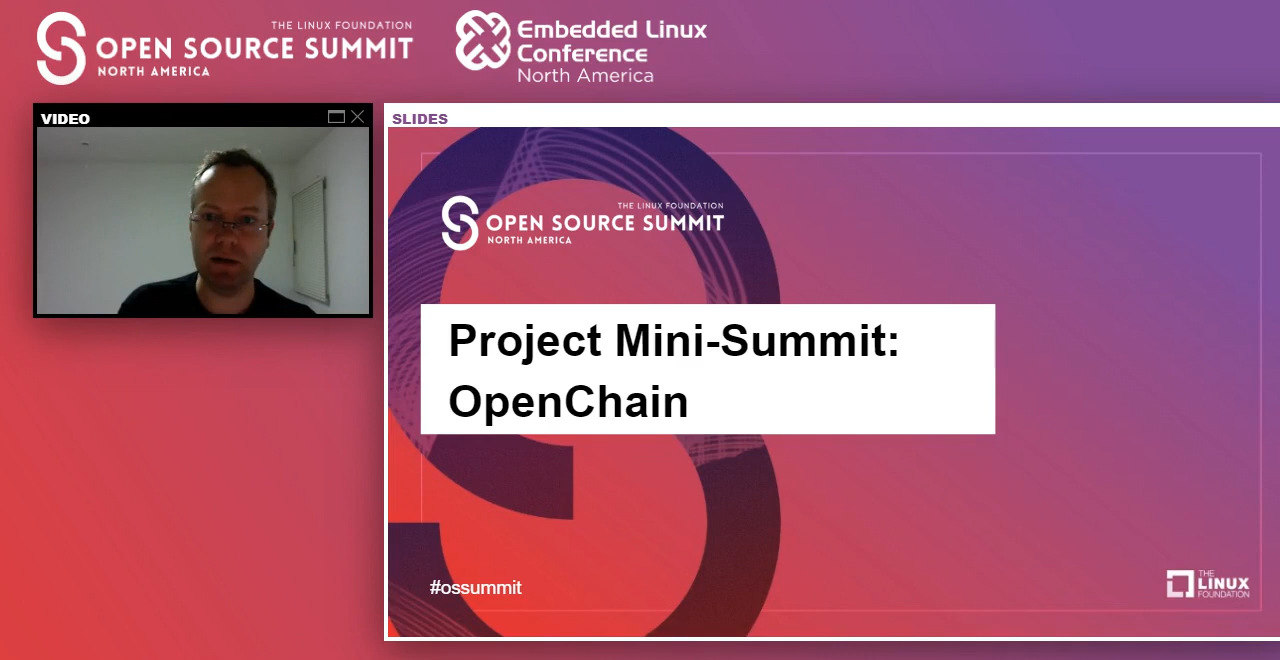 THE LINUX FOUNDATION
OPEN SOURCE SUMMIT
NORTH AMERICA
Embedded Linux
Conference
North America
VIDEO
SLIDES
THE LINUX FOUNDATION
OPEN SOURCE SUMMIT
NORTH AMERICA
Project Mini-Summit:
OpenChain
#ossummit
THE
LINUX
FOUNDATION